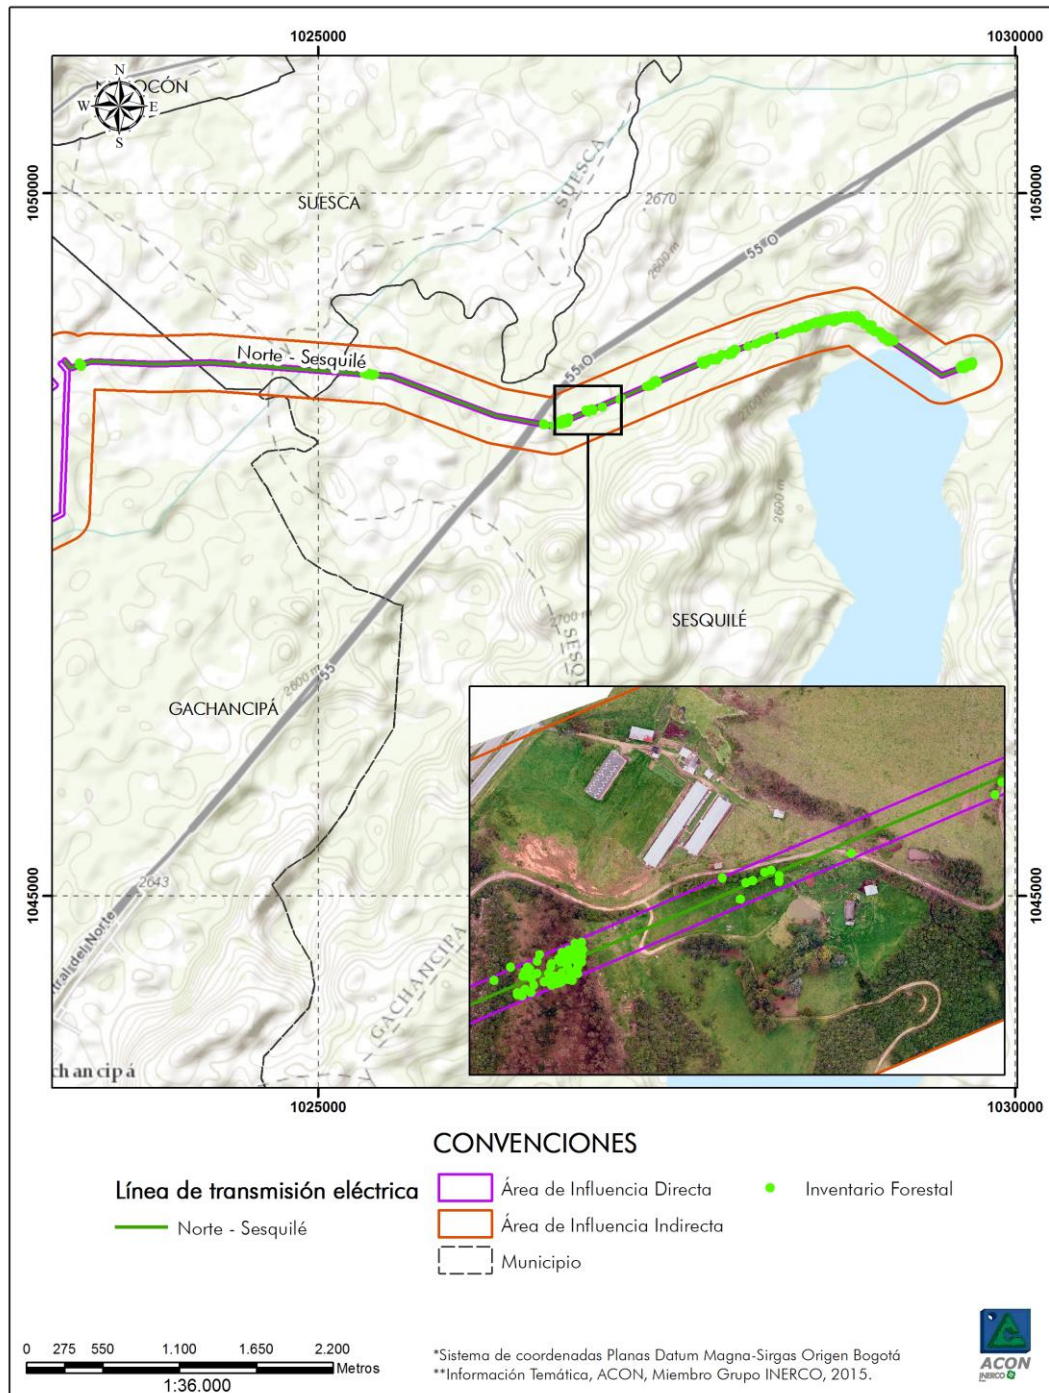 1025000
1030000
N
W
E
S
1050000
1050000
SUESCA
SUESCA
2670
2600 m
55
55
Norte - Sesquilé
2700 m
2600 m
2700 m
SESQUILÉ
2600 m
55
GACHANCIPÁ
2643
1045000
1045000
GACHANCIPÁ
del Norte
chancipá
1025000
1030000
CONVENCIONES
Línea de transmisión eléctrica
Norte - Sesquilé
Área de Influencia Directa
Área de Influencia Indirecta
Municipio
Inventario Forestal
0 275 550 1.100 1.650 2.200
Metros
1:36.000
*Sistema de coordenadas Planas Datum Magna-Sirgas Origen Bogotá
**Información Temática, ACON, Miembro Grupo INERCO, 2015.
ACON
INERCO